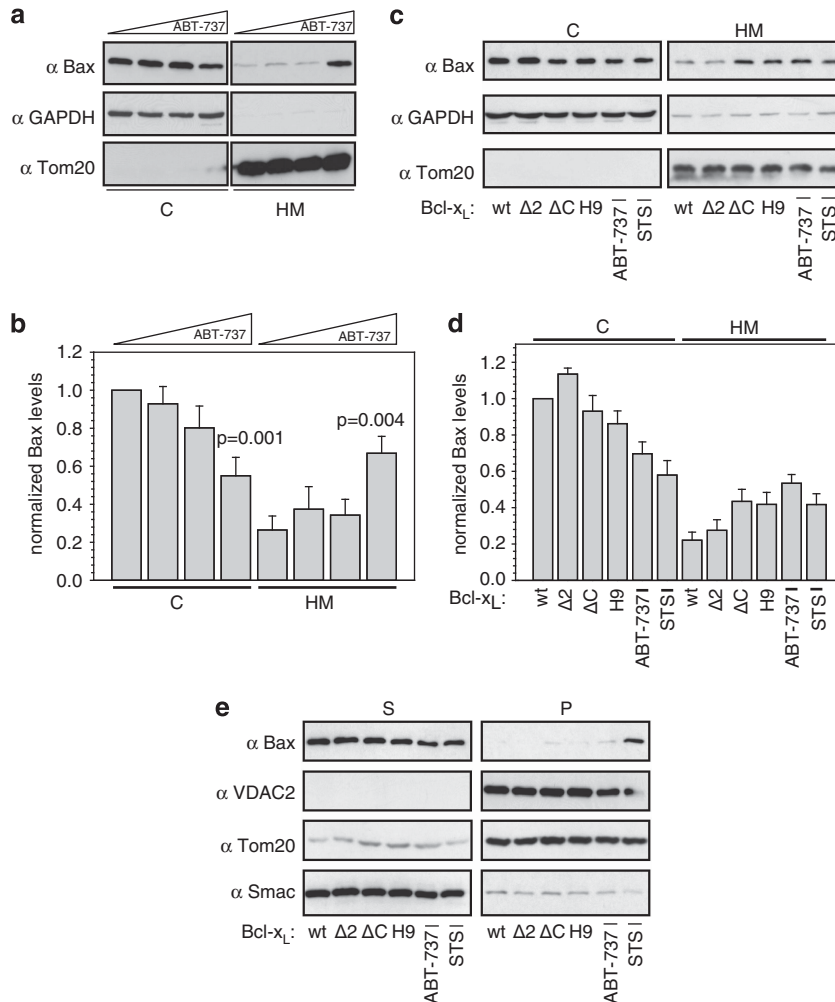 a
ABT-737 ABT-737
α Bax
α GAPDH
α Tom20
C HM
c
C HM
α Bax
α GAPDH
α Tom20
Bcl-xL: wt Δ2 ΔC H9 ABT-737 STS wt Δ2 ΔC H9 ABT-737 STS
b
ABT-737 ABT-737
normalized Bax levels
1.2
1.0
0.8
0.6
0.4
0.2
0.0
p=0.001
p=0.004
C HM
d
C HM
normalized Bax levels
1.2
1.0
0.8
0.6
0.4
0.2
0.0
Bcl-xL: wt Δ2 ΔC H9 ABT-737 STS wt Δ2 ΔC H9 ABT-737 STS
e
S P
α Bax
α VDAC2
α Tom20
α Smac
Bcl-xL: wt Δ2 ΔC H9 ABT-737 STS wt Δ2 ΔC H9 ABT-737 STS